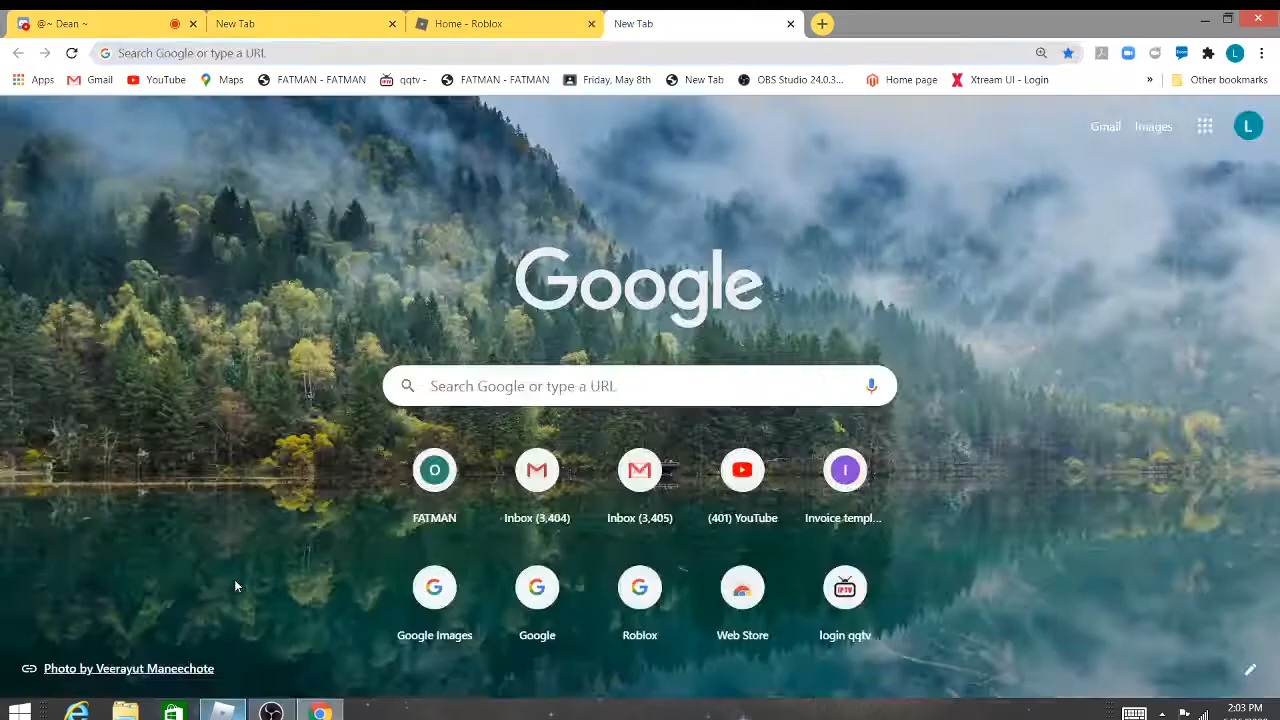 @~ Dean ~
New Tab
Home - Roblox
New Tab
Search Google or type a URL
Apps
Gmail
YouTube
Maps
FATMAN - FATMAN
qqtv -
FATMAN - FATMAN
Friday, May 8th
New Tab
OBS Studio 24.0.3...
Home page
Xtream UI - Login
»
Other bookmarks
L
zoom
Gmail
Images
L
Google
Search Google or type a URL
O
I
FATMAN
Inbox (3,404)
Inbox (3,405)
(401) YouTube
Invoice templ...
IPTV
Google Images
Google
Roblox
Web Store
login qqtv
Photo by Veerayut Maneechote
2:03 PM